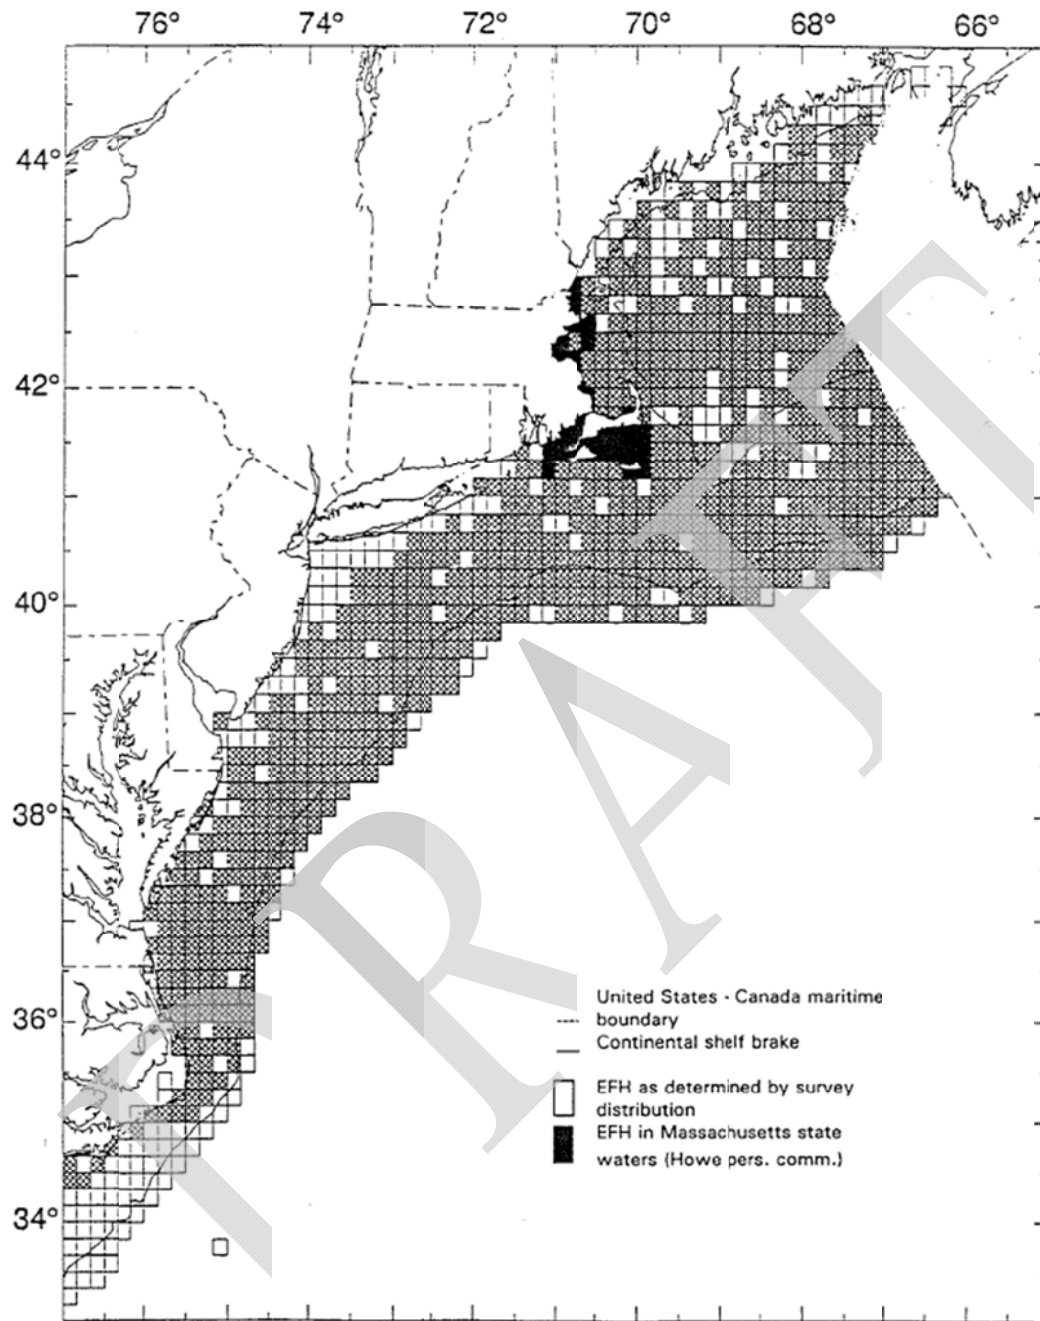 76° 74° 72° 70° 68° 66°
44°
42°
40°
38°
36°
34°
DRAFT
United States - Canada maritime
boundary
Continental shelf brake
EFH as determined by survey
distribution
EFH in Massachusetts state
waters (Howe pers. comm.)